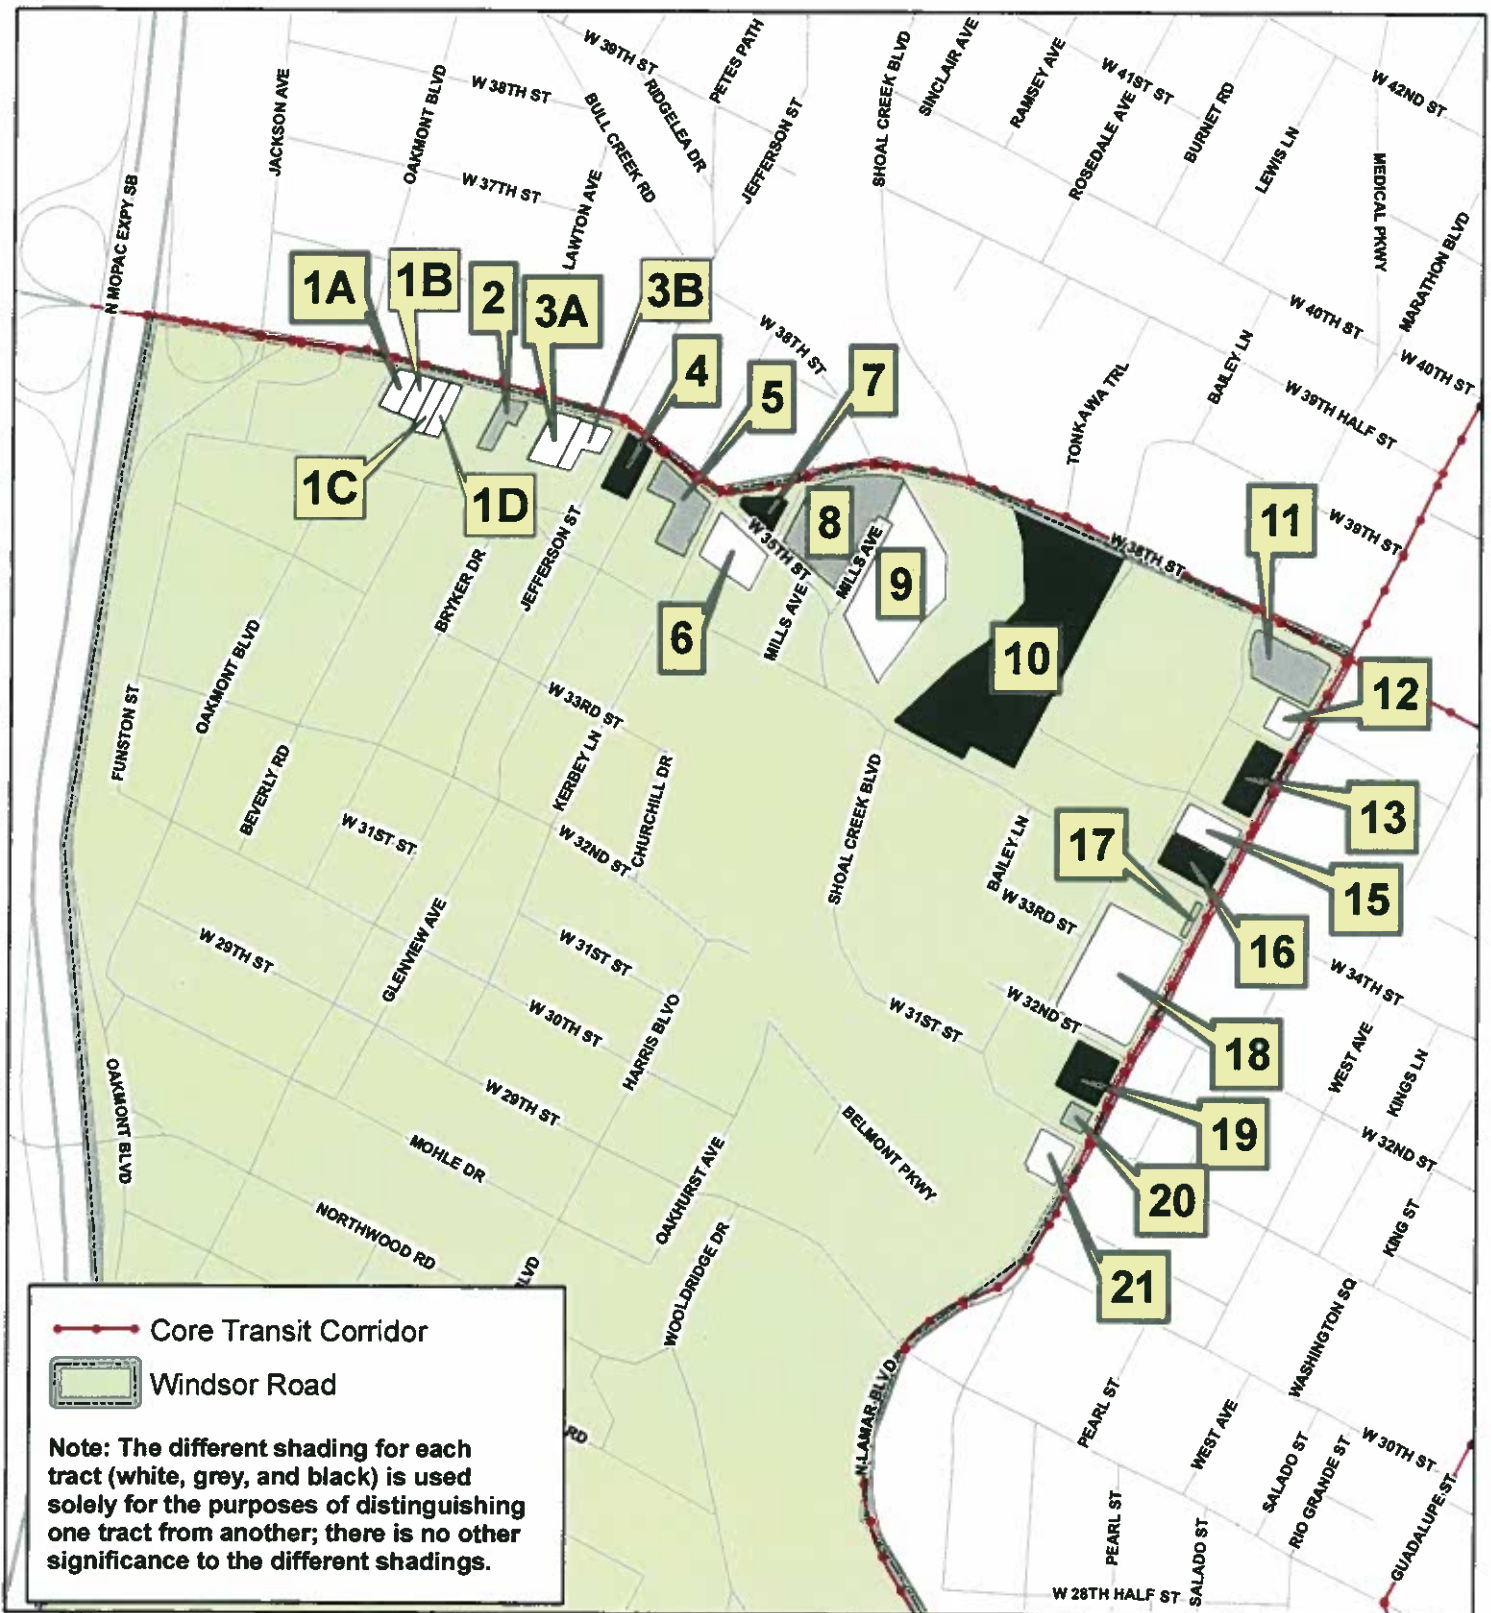 W 39TH ST
PETES PATH
SHOAL CREEK BLVD
SINCLAIR AVE
RAMSEY AVE
W 41ST ST
W 42ND ST
JACKSON AVE
OAKMONT BLVD
W 38TH ST
BULL CREEK RD
RIDGELEA DR
JEFFERSON ST
ROSEDALE AVE
BURNET RD
LEWIS LN
MEDICAL PKWY
MARATHON BLVD
W 37TH ST
LAWTON AVE
N MOPAC EXPY SB
1A
1B
2
3A
3B
4
5
7
W 38TH ST
W 40TH ST
W 40TH ST
BAILEY LN
W 39TH HALF ST
TONKAWA TRL
1C
1D
8
W 35TH ST
MILLS AVE
9
W 38TH ST
11
W 39TH ST
JEFFERSON ST
BRYKER DR
6
MILLS AVE
10
12
OAKMONT BLVD
FUNSTON ST
W 33RD ST
KERBEY LN
CHURCHILL DR
BEVERLY RD
W 31ST ST
W 32ND ST
SHOAL CREEK BLVD
BAILEY LN
13
17
15
W 33RD ST
16
W 29TH ST
GLENVIEW AVE
W 31ST ST
W 34TH ST
W 30TH ST
HARRIS BLVO
W 31ST ST
W 32ND ST
18
WEST AVE
KINGS LN
OAKMONT BLVD
W 29TH ST
MOHLE DR
BELMONT PKWY
19
W 32ND ST
20
OAKHURST AVE
NORTHWOOD RD
WOOLDRIDGE DR
KING ST
21
BLVD
WASHINGTON SQ
Core Transit Corridor
Windsor Road
Note: The different shading for each
tract (white, grey, and black) is used
solely for the purposes of distinguishing
one tract from another; there is no other
significance to the different shadings.
RD
N LAMAR BLVD
PEARL ST
WEST AVE
SALADO ST
RIO GRANDE ST
W 30TH ST
GUADALUPE ST
PEARL ST
SALADO ST
W 28TH HALF ST